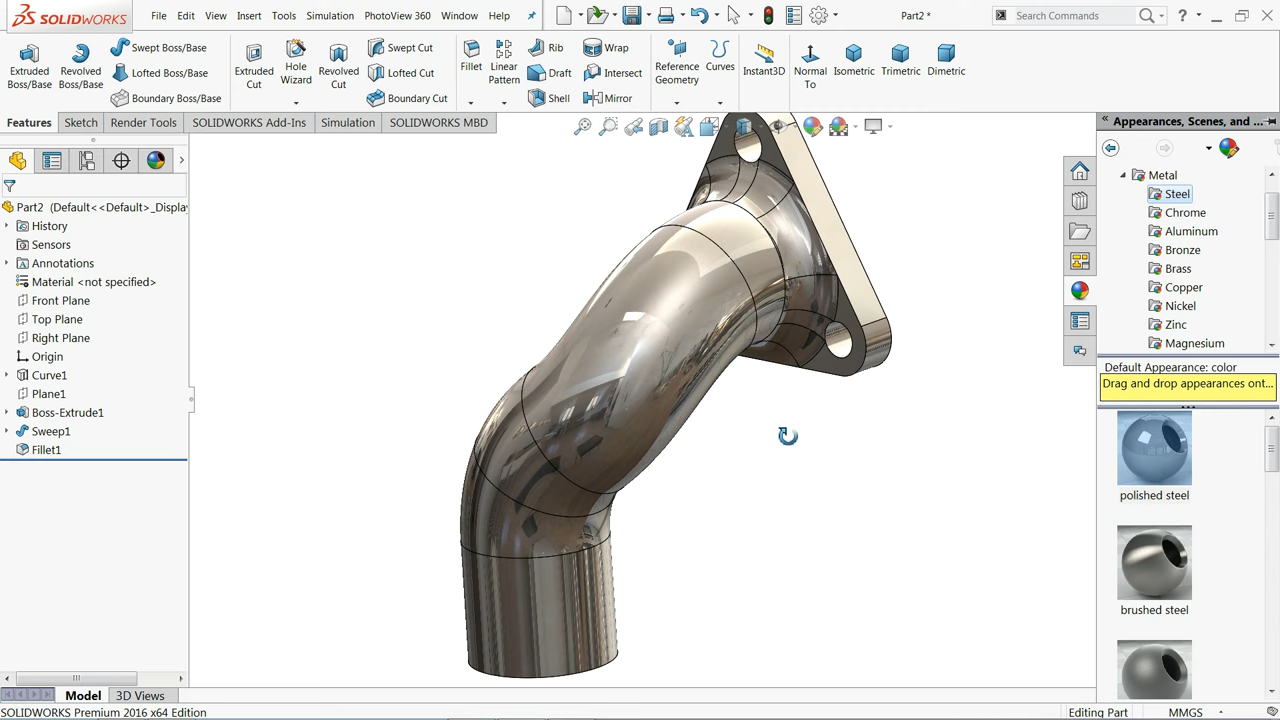 SOLIDWORKS File Edit View Insert Tools Simulation PhotoView 360 Window Help Part2 * Search Commands ?
Extruded Boss/Base
Revolved Boss/Base
Swept Boss/Base
Lofted Boss/Base
Boundary Boss/Base
Extruded Cut
Hole Wizard
Revolved Cut
Swept Cut
Lofted Cut
Boundary Cut
Fillet
Linear Pattern
Rib
Draft
Shell
Wrap
Intersect
Mirror
Reference Geometry
Curves
Instant3D
Normal To
Isometric
Trimetric
Dimetric
Features Sketch Render Tools SOLIDWORKS Add-Ins Simulation SOLIDWORKS MBD
Part2 (Default<<Default>_Display
History
Sensors
Annotations
Material <not specified>
Front Plane
Top Plane
Right Plane
Origin
Curve1
Plane1
Boss-Extrude1
Sweep1
Fillet1
Appearances, Scenes, and ...
Metal
Steel
Chrome
Aluminum
Bronze
Brass
Copper
Nickel
Zinc
Magnesium
Default Appearance: color
Drag and drop appearances ont...
polished steel
brushed steel
Model 3D Views
SOLIDWORKS Premium 2016 x64 Edition Editing Part MMGS